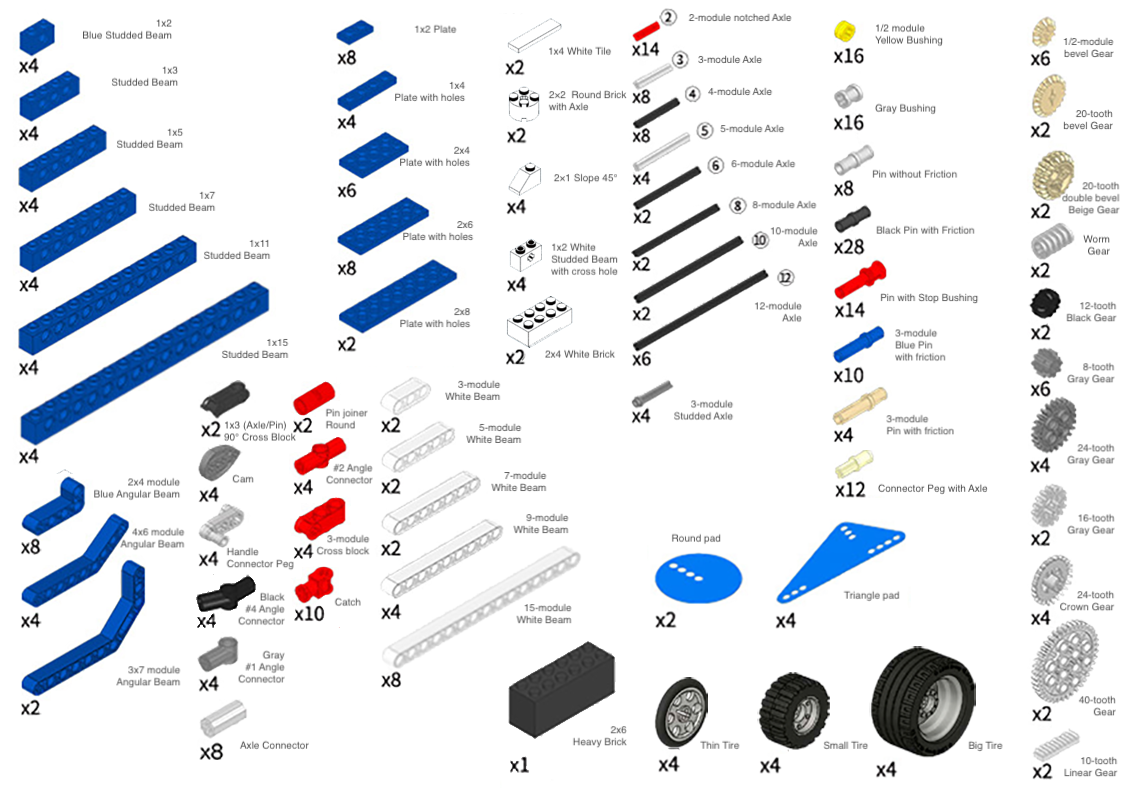 1x2
Blue Studded Beam
x4
1x3
Studded Beam
x4
1x5
Studded Beam
x4
1x7
Studded Beam
x4
1x11
Studded Beam
x4
1x15
Studded Beam
x4
2x4 module
Blue Angular Beam
x8
4x6 module
Angular Beam
x4
3x7 module
Angular Beam
x2
1x2 Plate
x8
1x4
Plate with holes
x4
2x4
Plate with holes
x6
2x6
Plate with holes
x8
2x8
Plate with holes
x2
x2 1x3 (Axle/Pin)
90° Cross Block
Cam
x4
Handle
Connector Peg
x4
Black
#4 Angle
Connector
x4
Gray
#1 Angle
Connector
x4
Axle Connector
x8
Pin joiner
Round
x2
#2 Angle
Connector
x4
3-module
Cross block
x4
Catch
x10
3-module
White Beam
x2
5-module
White Beam
x2
7-module
White Beam
x2
9-module
White Beam
x4
15-module
White Beam
x8
1x4 White Tile
x2
2×2 Round Brick
with Axle
x2
2×1 Slope 45°
x4
1x2 White
Studded Beam
with cross hole
x4
2x4 White Brick
x2
2
2-module notched Axle
x14
3
3-module Axle
x8
4
4-module Axle
x8
5
5-module Axle
x4
6
6-module Axle
x2
8
8-module Axle
x2
10
10-module
Axle
x2
12
12-module
Axle
x6
3-module
Studded Axle
x4
1/2 module
Yellow Bushing
x16
Gray Bushing
x16
Pin without Friction
x8
Black Pin with Friction
x28
Pin with Stop Bushing
x14
3-module
Blue Pin
with friction
x10
3-module
Pin with friction
x4
Connector Peg with Axle
x12
Round pad
x2
Triangle pad
x4
2x6
Heavy Brick
x1
Thin Tire
x4
Small Tire
x4
Big Tire
x4
1/2-module
bevel Gear
x6
20-tooth
bevel Gear
x2
20-tooth
double bevel
Beige Gear
x2
Worm
Gear
x2
12-tooth
Black Gear
x2
8-tooth
Gray Gear
x6
24-tooth
Gray Gear
x4
16-tooth
Gray Gear
x2
24-tooth
Crown Gear
x4
40-tooth
Gear
x2
10-tooth
Linear Gear
x2